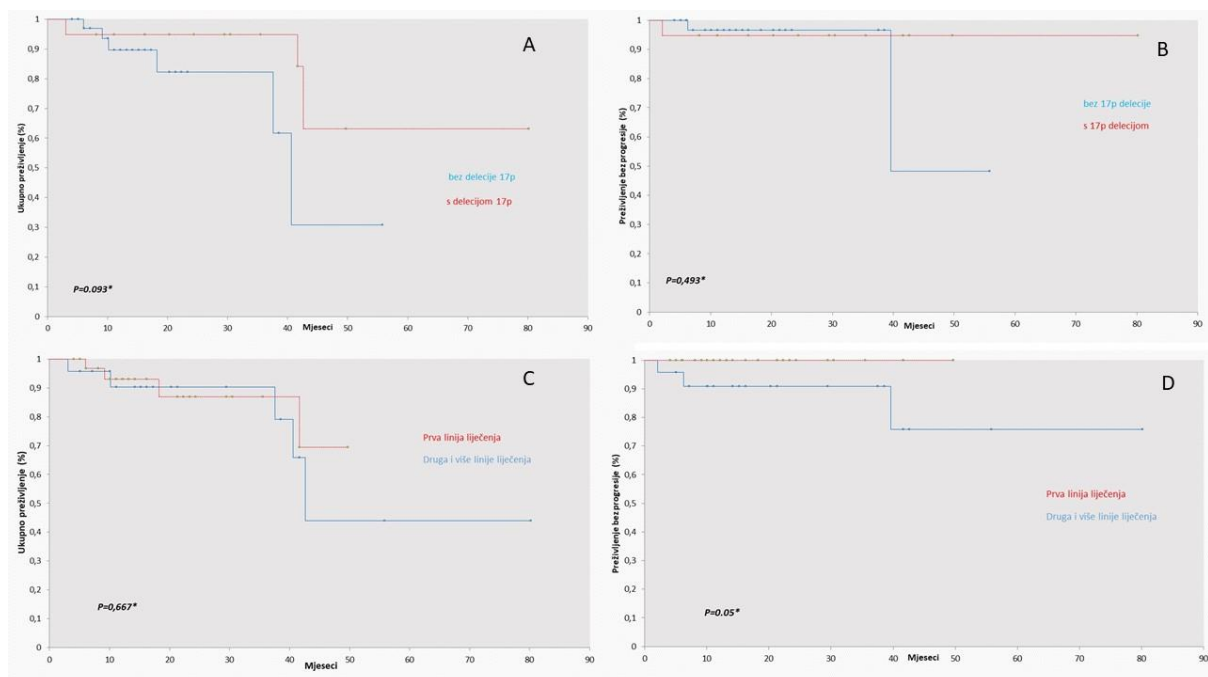 Ukupno preživljenje (%)
1
0,9
0,8
0,7
0,6
0,5
0,4
0,3
0,2
0,1
0
A
bez delecije 17p
s delecijom 17p
P=0.093*
0 10 20 30 40 50 60 70 80 90
Mjeseci
Preživljenje bez progresije (%)
1
0,9
0,8
0,7
0,6
0,5
0,4
0,3
0,2
0,1
0
B
bez 17p delecije
s 17p delecijom
P=0,493*
0 10 20 30 40 50 60 70 80 90
Mjeseci
Ukupno preživljenje (%)
1
0,9
0,8
0,7
0,6
0,5
0,4
0,3
0,2
0,1
0
C
Prva linija liječenja
Druga i više linije liječenja
P=0,667*
0 10 20 30 40 50 60 70 80 90
Mjeseci
Preživljenje bez progresije (%)
1
0,9
0,8
0,7
0,6
0,5
0,4
0,3
0,2
0,1
0
D
Prva linija liječenja
Druga i više linije liječenja
P=0.05*
0 10 20 30 40 Mjeseci 50 60 70 80 90